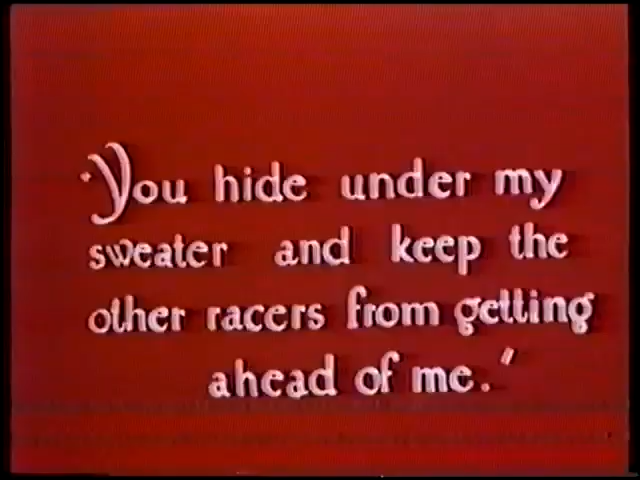 "You hide under my
sweater and keep the
other racers from getting
ahead of me."